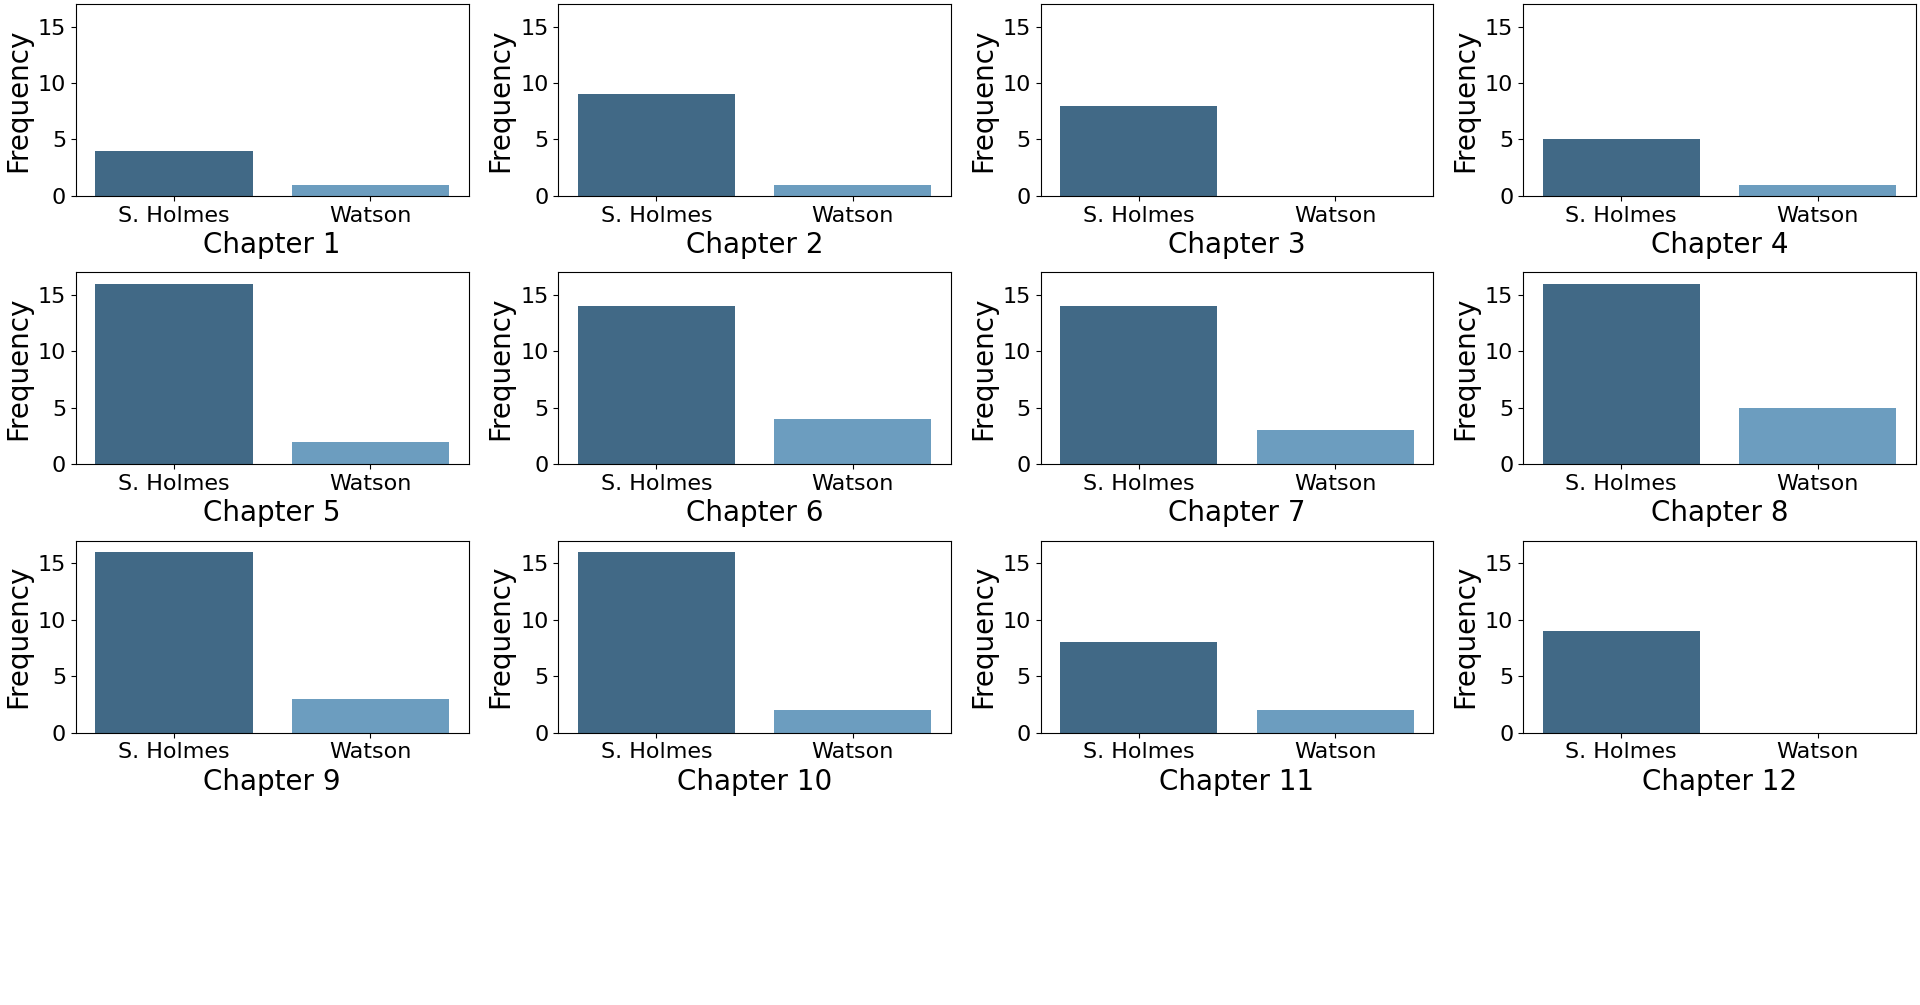 Frequency
15
10
5
0
S. Holmes Watson
Chapter 1
Frequency
15
10
5
0
S. Holmes Watson
Chapter 2
Frequency
15
10
5
0
S. Holmes Watson
Chapter 3
Frequency
15
10
5
0
S. Holmes Watson
Chapter 4
Frequency
15
10
5
0
S. Holmes Watson
Chapter 5
Frequency
15
10
5
0
S. Holmes Watson
Chapter 6
Frequency
15
10
5
0
S. Holmes Watson
Chapter 7
Frequency
15
10
5
0
S. Holmes Watson
Chapter 8
Frequency
15
10
5
0
S. Holmes Watson
Chapter 9
Frequency
15
10
5
0
S. Holmes Watson
Chapter 10
Frequency
15
10
5
0
S. Holmes Watson
Chapter 11
Frequency
15
10
5
0
S. Holmes Watson
Chapter 12